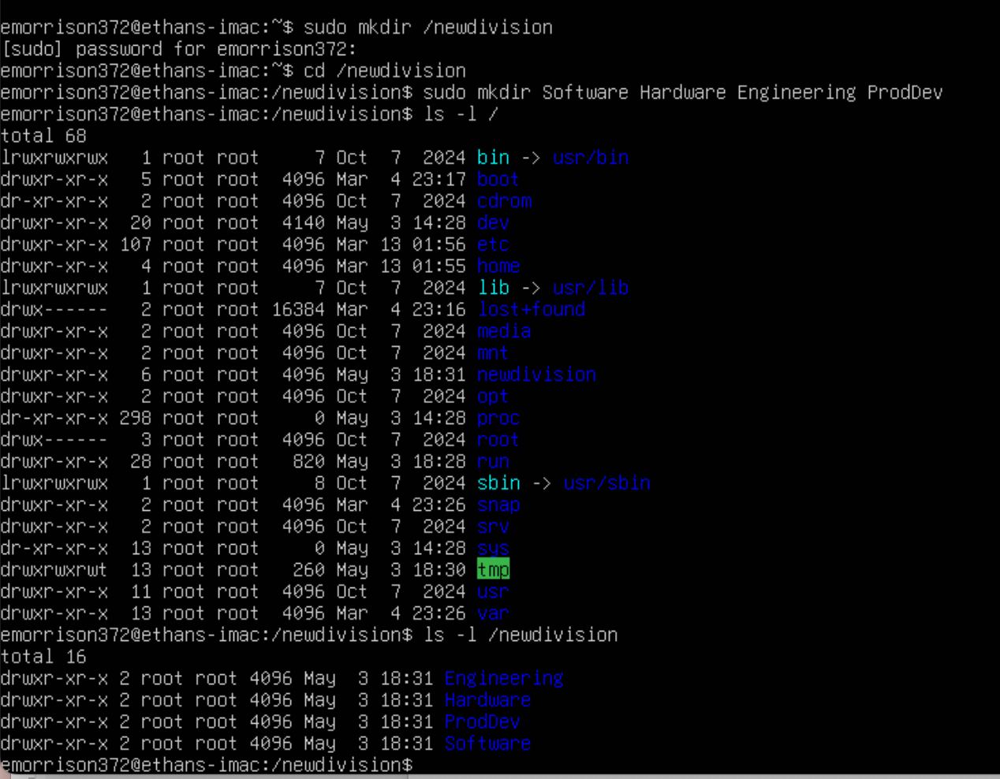 emorrison372@ethans-imac:~$ sudo mkdir /newdivision
[sudo] password for emorrison372:
emorrison372@ethans-imac:~$ cd /newdivision
emorrison372@ethans-imac:/newdivision$ sudo mkdir Software Hardware Engineering ProdDev
emorrison372@ethans-imac:/newdivision$ ls -l /
total 68
lrwxrwxrwx   1 root root     7 Oct  7  2024 bin -> usr/bin
drwxr-xr-x   5 root root  4096 Mar  4 23:17 boot
dr-xr-xr-x   2 root root  4096 Oct  7  2024 cdrom
drwxr-xr-x  20 root root  4140 May  3 14:28 dev
drwxr-xr-x 107 root root  4096 Mar 13 01:56 etc
drwxr-xr-x   4 root root  4096 Mar 13 01:55 home
lrwxrwxrwx   1 root root     7 Oct  7  2024 lib -> usr/lib
drwx------   2 root root 16384 Mar  4 23:16 lost+found
drwxr-xr-x   2 root root  4096 Oct  7  2024 media
drwxr-xr-x   2 root root  4096 Oct  7  2024 mnt
drwxr-xr-x   6 root root  4096 May  3 18:31 newdivision
drwxr-xr-x   2 root root  4096 Oct  7  2024 opt
dr-xr-xr-x 298 root root     0 May  3 14:28 proc
drwx------   3 root root  4096 Oct  7  2024 root
drwxr-xr-x  28 root root   820 May  3 18:28 run
lrwxrwxrwx   1 root root     8 Oct  7  2024 sbin -> usr/sbin
drwxr-xr-x   2 root root  4096 Mar  4 23:26 snap
drwxr-xr-x   2 root root  4096 Oct  7  2024 srv
dr-xr-xr-x  13 root root     0 May  3 14:28 sys
drwxrwxrwt  13 root root   260 May  3 18:30 tmp
drwxr-xr-x  11 root root  4096 Oct  7  2024 usr
drwxr-xr-x  13 root root  4096 Mar  4 23:26 var
emorrison372@ethans-imac:/newdivision$ ls -l /newdivision
total 16
drwxr-xr-x 2 root root 4096 May  3 18:31 Engineering
drwxr-xr-x 2 root root 4096 May  3 18:31 Hardware
drwxr-xr-x 2 root root 4096 May  3 18:31 ProdDev
drwxr-xr-x 2 root root 4096 May  3 18:31 Software
emorrison372@ethans-imac:/newdivision$